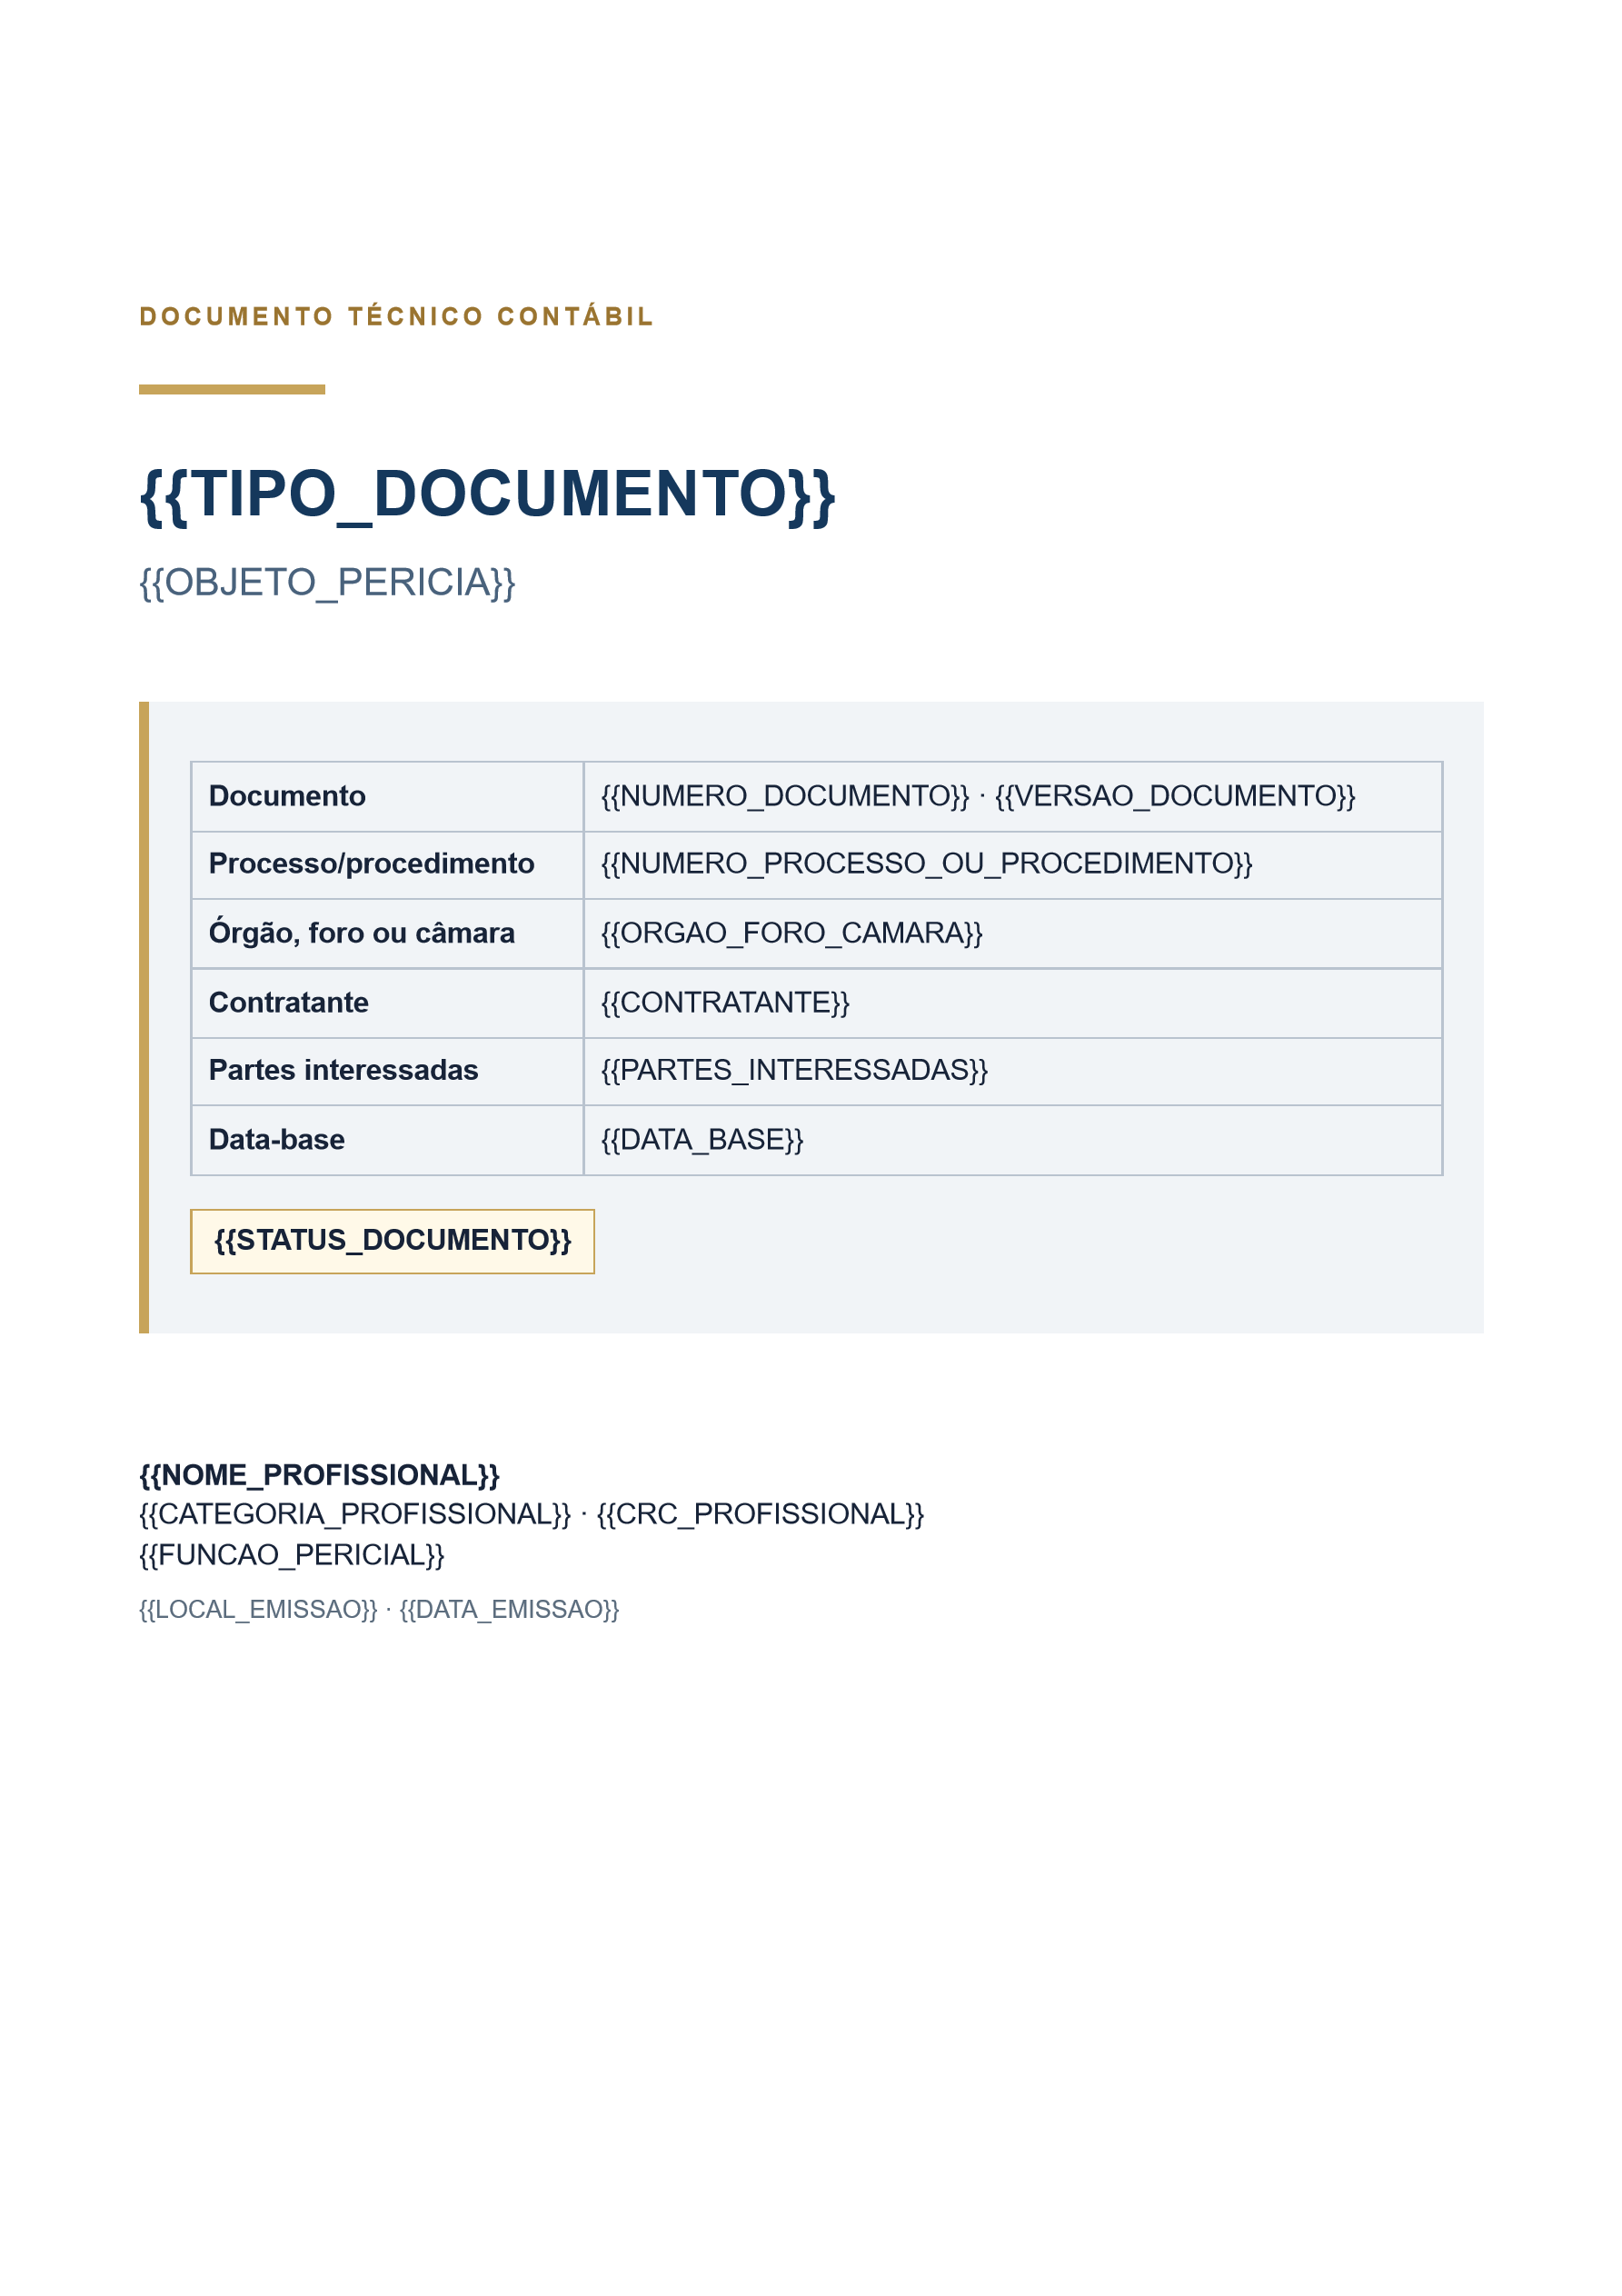 DOCUMENTO TÉCNICO CONTÁBIL
{{TIPO_DOCUMENTO}}
{{OBJETO_PERICIA}}
Documento {{NUMERO_DOCUMENTO}} · {{VERSAO_DOCUMENTO}}
Processo/procedimento {{NUMERO_PROCESSO_OU_PROCEDIMENTO}}
Órgão, foro ou câmara {{ORGAO_FORO_CAMARA}}
Contratante {{CONTRATANTE}}
Partes interessadas {{PARTES_INTERESSADAS}}
Data-base {{DATA_BASE}}
{{STATUS_DOCUMENTO}}
{{NOME_PROFISSIONAL}}
{{CATEGORIA_PROFISSIONAL}} · {{CRC_PROFISSIONAL}}
{{FUNCAO_PERICIAL}}
{{LOCAL_EMISSAO}} · {{DATA_EMISSAO}}